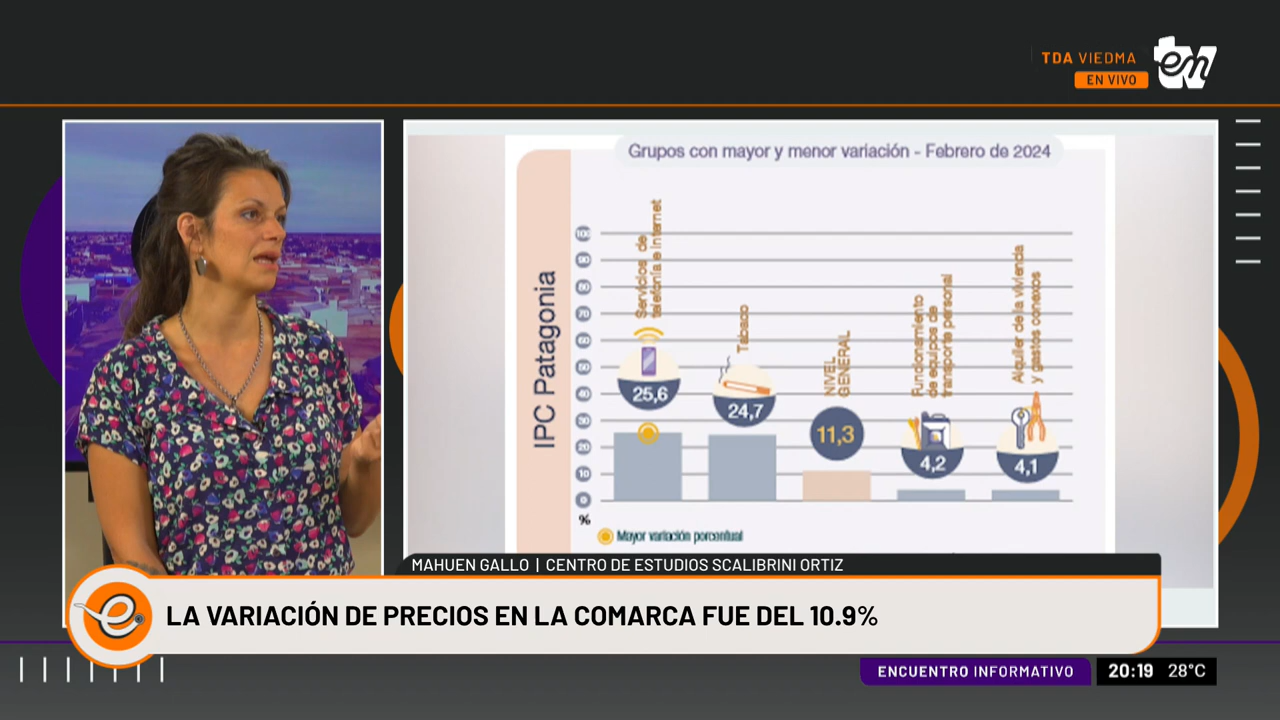 TDA VIEDMA
EN VIVO
tv em
Grupos con mayor y menor variación - Febrero de 2024
IPC Patagonia
100
90
80
70
60
50
40
30
20
10
0
%
Servicios de
telefonía e internet
25,6
Tabaco
24,7
NIVEL
GENERAL
11,3
Funcionamiento
de equipos de
transporte personal
4,2
Alquiler de la vivienda
y gastos conexos
4,1
Mayor variación porcentual
MAHUEN GALLO | CENTRO DE ESTUDIOS SCALIBRINI ORTIZ
e
LA VARIACIÓN DE PRECIOS EN LA COMARCA FUE DEL 10.9%
ENCUENTRO INFORMATIVO
20:19 28°C